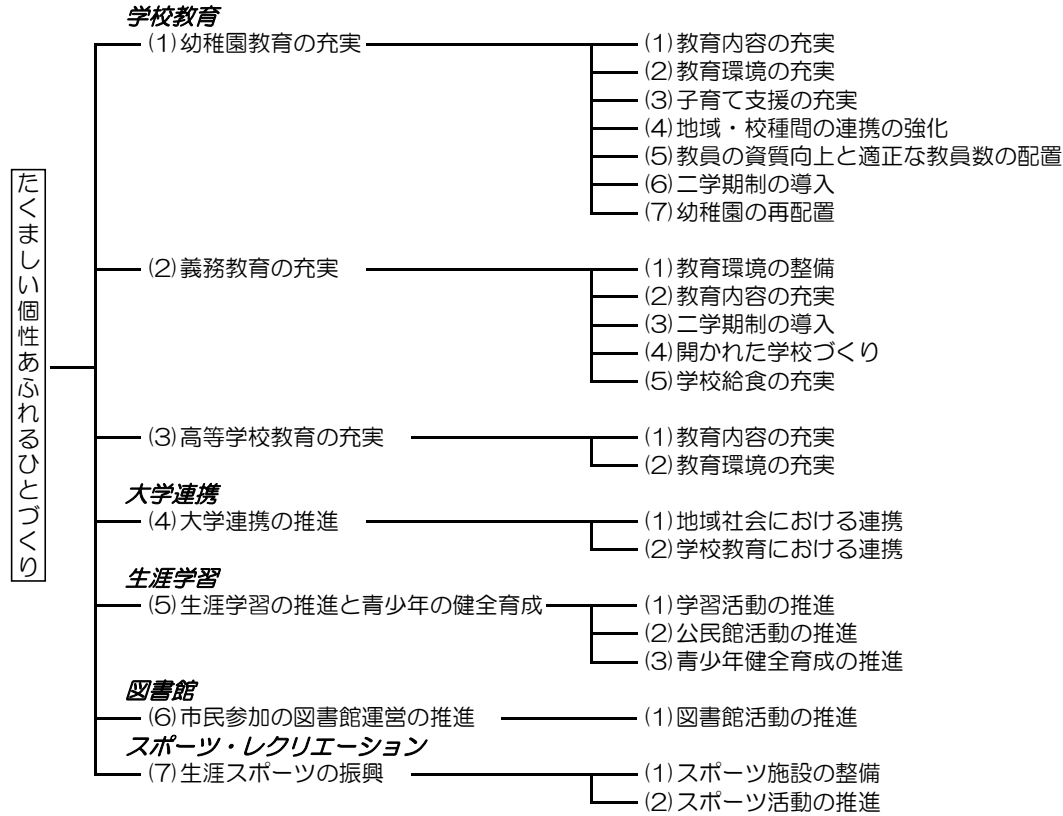 たくましい個性あふれるひとづくり
学校教育
(1)幼稚園教育の充実
(1)教育内容の充実
(2)教育環境の充実
(3)子育て支援の充実
(4)地域・校種間の連携の強化
(5)教員の資質向上と適正な教員数の配置
(6)二学期制の導入
(7)幼稚園の再配置
(2)義務教育の充実
(1)教育環境の整備
(2)教育内容の充実
(3)二学期制の導入
(4)開かれた学校づくり
(5)学校給食の充実
(3)高等学校教育の充実
(1)教育内容の充実
(2)教育環境の充実
大学連携
(4)大学連携の推進
(1)地域社会における連携
(2)学校教育における連携
生涯学習
(5)生涯学習の推進と青少年の健全育成
(1)学習活動の推進
(2)公民館活動の推進
(3)青少年健全育成の推進
図書館
(6)市民参加の図書館運営の推進
(1)図書館活動の推進
スポーツ・レクリエーション
(7)生涯スポーツの振興
(1)スポーツ施設の整備
(2)スポーツ活動の推進